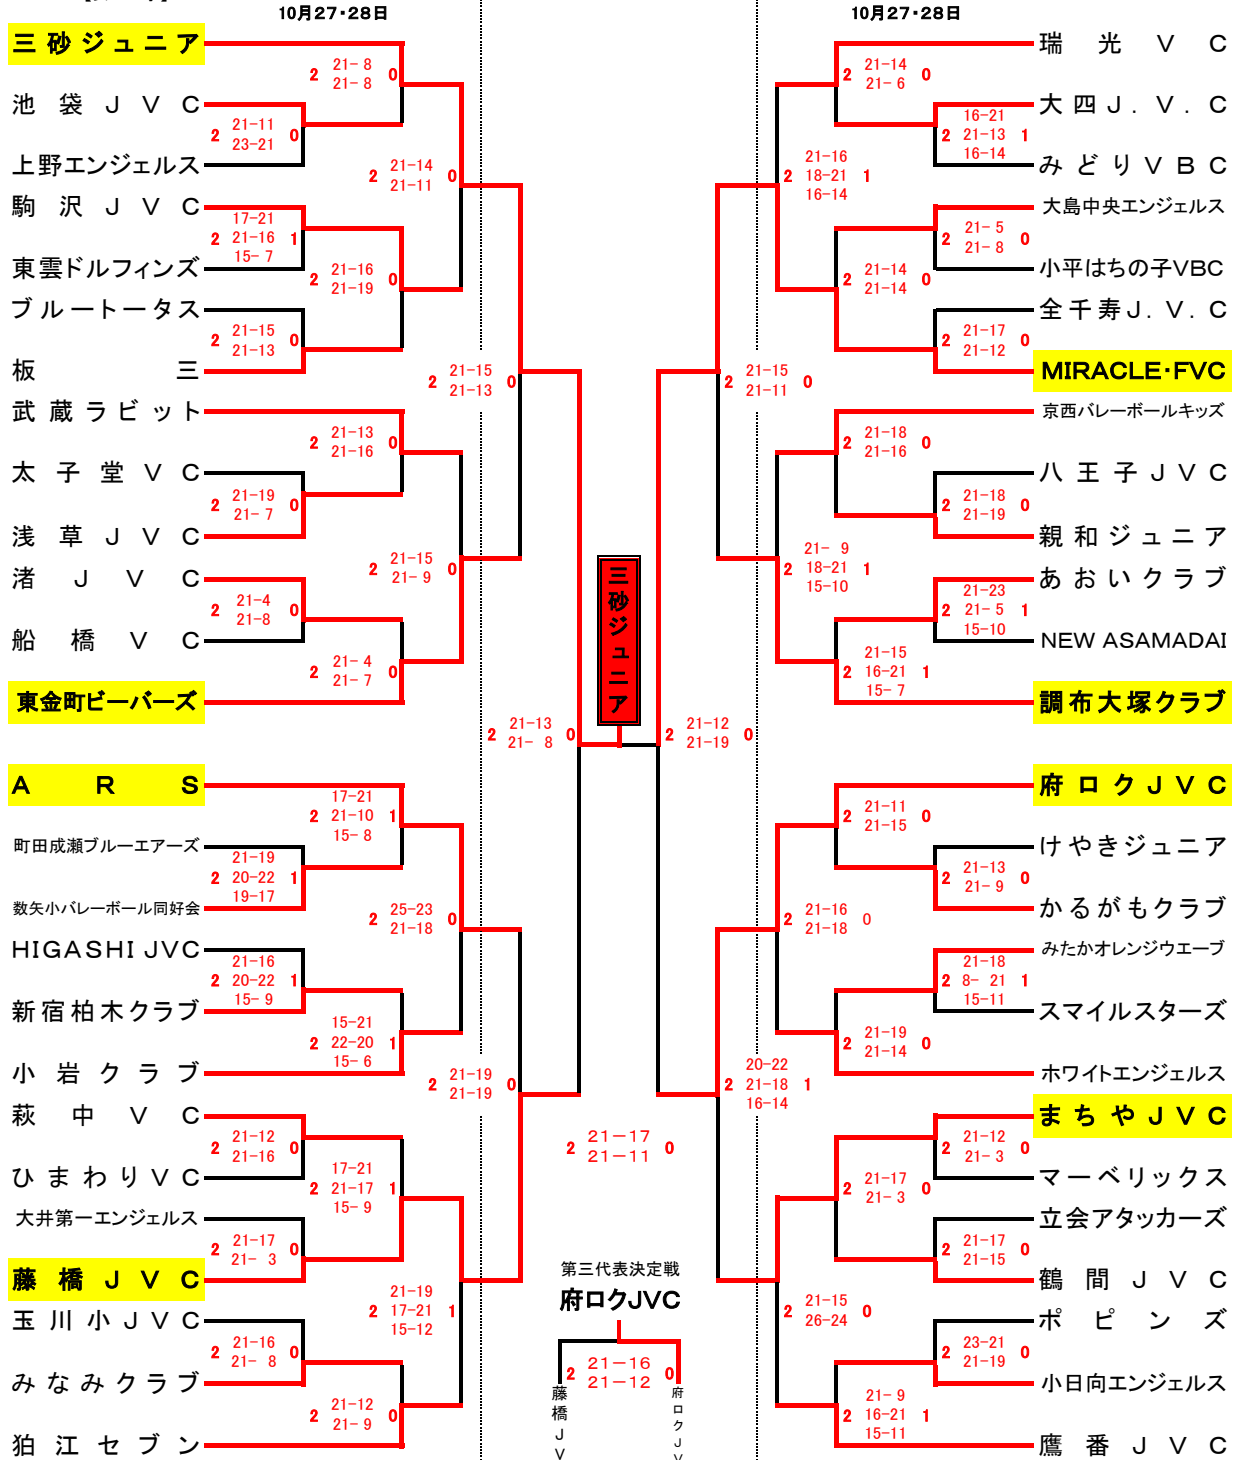 10月27・28日
10月27・28日
三砂ジュニア
池袋JVC
上野エンジェルス
駒沢JVC
東雲ドルフィンズ
ブルートータス
板三
武蔵ラビット
太子堂VC
浅草JVC
渚JVC
船橋VC
東金町ビーバーズ
ARS
町田成瀬ブルーエアーズ
数矢小バレーボール同好会
HIGASHI JVC
新宿柏木クラブ
小岩クラブ
萩中VC
ひまわりVC
大井第一エンジェルス
藤橋JVC
玉川小JVC
みなみクラブ
狛江セブン
2 21-8 0
21-8
2 21-11 0
23-21
2 21-14 0
21-11
17-21
2 21-16 1
15-7
2 21-16 0
21-19
2 21-15 0
21-13
2 21-15 0
21-13
2 21-13 0
21-16
2 21-19 0
21-7
2 21-15 0
21-9
2 21-4 0
21-8
2 21-4 0
21-7
2 21-13 0
21-8
17-21
2 21-10 1
15-8
21-19
2 20-22 1
19-17
2 25-23 0
21-18
21-16
2 20-22 1
15-9
15-21
2 22-20 1
15-6
2 21-19 0
21-19
2 21-12 0
21-16
17-21
2 21-17 1
15-9
2 21-17 0
21-3
21-19
2 17-21 1
15-12
2 21-16 0
21-8
2 21-12 0
21-9
三砂ジュニア
2 21-17 0
21-11
第三代表決定戦
府ロクJVC
2 21-16 0
21-12
藤橋JV
府ロクJV
瑞光VC
大四J.V.C
みどりVBC
大島中央エンジェルス
小平はちの子VBC
全千寿J.V.C
MIRACLE・FVC
京西バレーボールキッズ
八王子JVC
親和ジュニア
あおいクラブ
NEW ASAMADAI
調布大塚クラブ
府ロクJVC
けやきジュニア
かるがもクラブ
みたかオレンジウエーブ
スマイルスターズ
ホワイトエンジェルス
まちやJVC
マーベリックス
立会アタッカーズ
鶴間JVC
ポピンズ
小日向エンジェルス
鷹番JVC
2 21-14 0
21-6
16-21
2 21-13 1
16-14
21-16
2 18-21 1
16-14
2 21-5 0
21-8
2 21-14 0
21-14
2 21-17 0
21-12
2 21-15 0
21-11
2 21-18 0
21-16
2 21-18 0
21-19
21-9
2 18-21 1
15-10
21-23
2 21-5 1
15-10
21-15
2 16-21 1
15-7
2 21-12 0
21-19
2 21-11 0
21-15
2 21-13 0
21-9
2 21-16 0
21-18
21-18
2 8-21 1
15-11
2 21-19 0
21-14
20-22
2 21-18 1
16-14
2 21-12 0
21-3
2 21-17 0
21-3
2 21-17 0
21-15
2 21-15 0
26-24
2 23-21 0
21-19
21-9
2 16-21 1
15-11